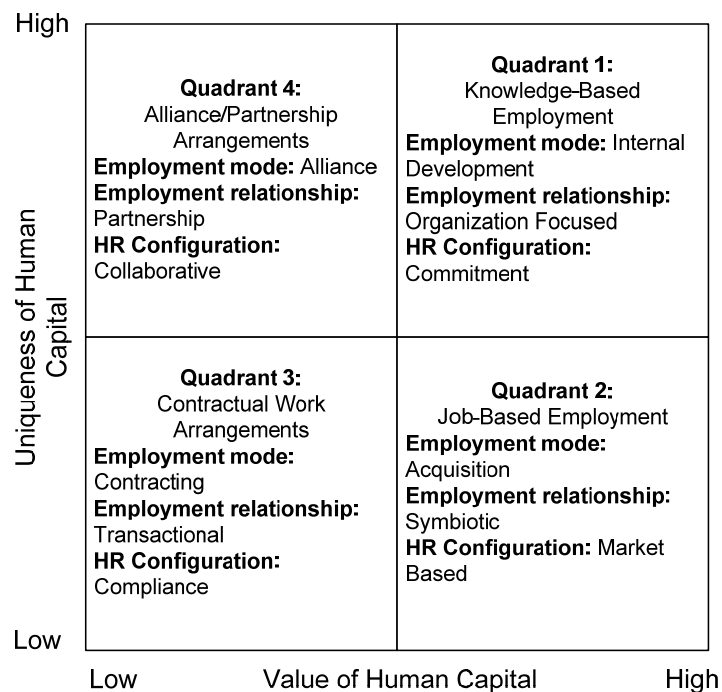 High
Quadrant 4:
Alliance/Partnership
Arrangements
Employment mode: Alliance
Employment relationship:
Partnership
HR Configuration:
Collaborative
Quadrant 1:
Knowledge-Based
Employment
Employment mode: Internal
Development
Employment relationship:
Organization Focused
HR Configuration:
Commitment
Uniqueness of Human
Capital
Quadrant 3:
Contractual Work
Arrangements
Employment mode:
Contracting
Employment relationship:
Transactional
HR Configuration:
Compliance
Quadrant 2:
Job-Based Employment
Employment mode:
Acquisition
Employment relationship:
Symbiotic
HR Configuration: Market
Based
Low
Low Value of Human Capital High